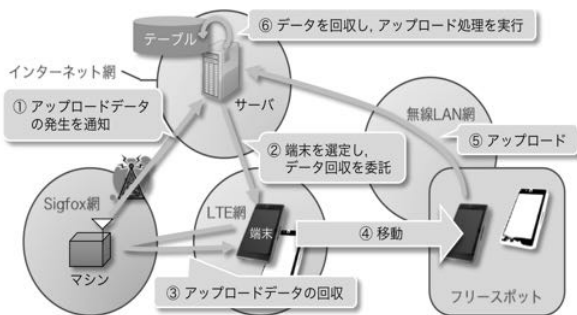 ⑥ データを回収し，アップロード処理を実行
テーブル
インターネット網
サーバ
① アップロードデータ
の発生を通知
無線LAN網
⑤ アップロード
② 端末を選定し，
データ回収を委託
Sigfox網
LTE網
端末
④ 移動
マシン
③ アップロードデータの回収
フリースポット